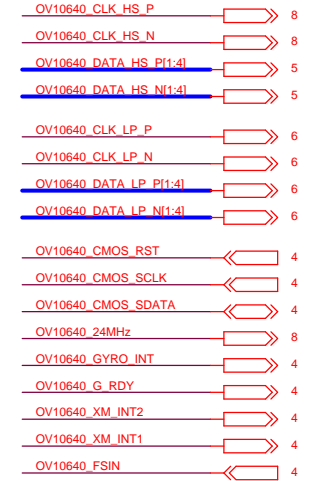 OV10640_CLK_HS_P 8
OV10640_CLK_HS_N 8
OV10640_DATA_HS_P[1:4] 5
OV10640_DATA_HS_N[1:4] 5
OV10640_CLK_LP_P 6
OV10640_CLK_LP_N 6
OV10640_DATA_LP_P[1:4] 6
OV10640_DATA_LP_N[1:4] 6
OV10640_CMOS_RST 4
OV10640_CMOS_SCLK 4
OV10640_CMOS_SDATA 4
OV10640_24MHz 8
OV10640_GYRO_INT 4
OV10640_G_RDY 4
OV10640_XM_INT2 4
OV10640_XM_INT1 4
OV10640_FSIN 4